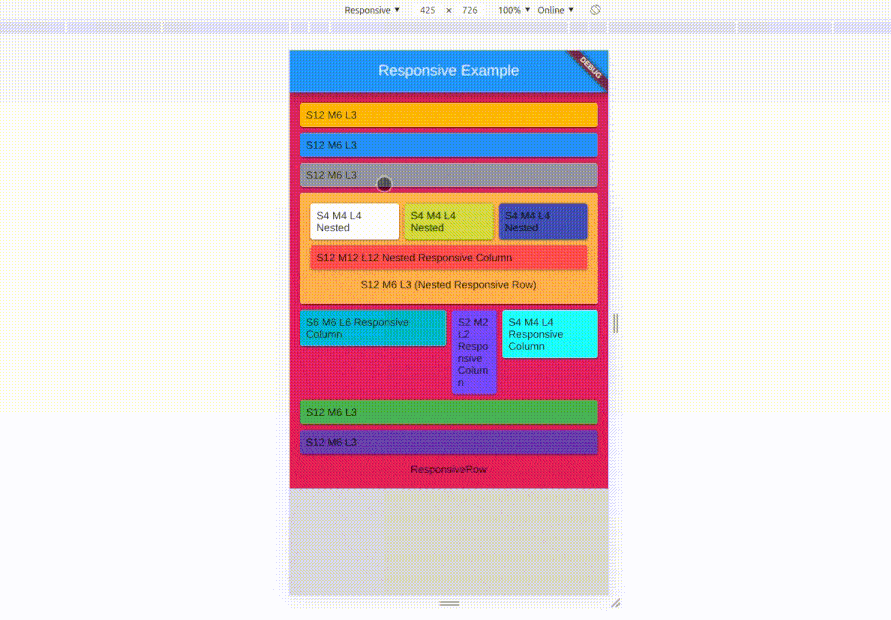 Responsive ▼ 425 × 726 100% ▼ Online ▼
Responsive Example
DEBUG
S12 M6 L3
S12 M6 L3
S12 M6 L3
S4 M4 L4
Nested
S4 M4 L4
Nested
S4 M4 L4
Nested
S12 M12 L12 Nested Responsive Column
S12 M6 L3 (Nested Responsive Row)
S6 M6 L6 Responsive
Column
S2 M2
L2
Respo
nsive
Colum
n
S4 M4 L4
Responsive
Column
S12 M6 L3
S12 M6 L3
ResponsiveRow